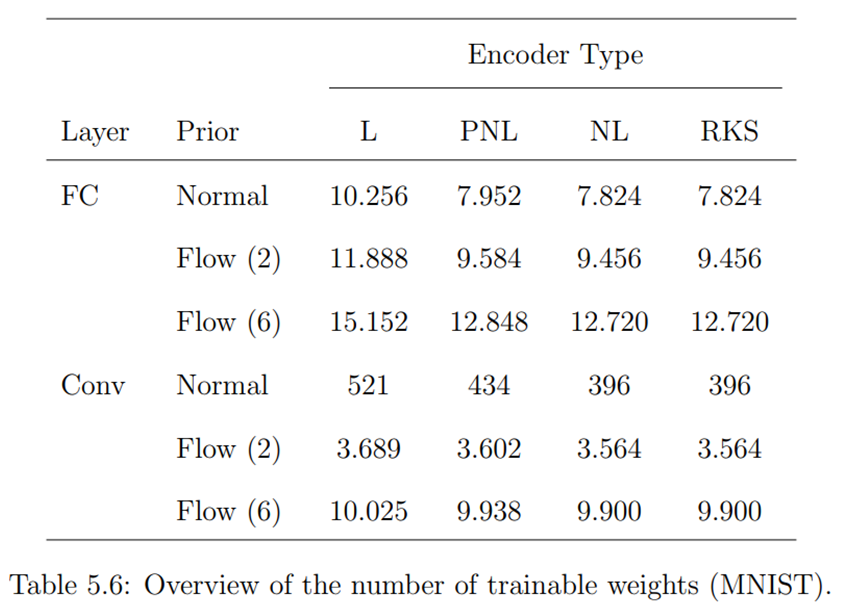 Encoder Type
Layer Prior L PNL NL RKS
FC Normal 10.256 7.952 7.824 7.824
Flow (2) 11.888 9.584 9.456 9.456
Flow (6) 15.152 12.848 12.720 12.720
Conv Normal 521 434 396 396
Flow (2) 3.689 3.602 3.564 3.564
Flow (6) 10.025 9.938 9.900 9.900
Table 5.6: Overview of the number of trainable weights (MNIST).